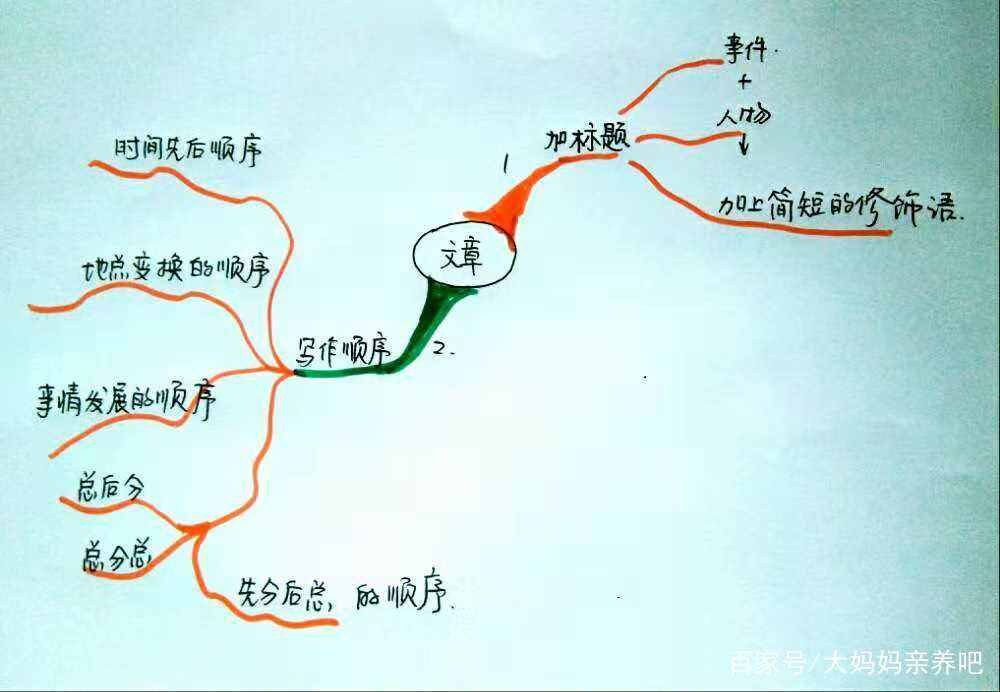 文章
1
加标题
事件.
+
人物
↓
加上简短的修饰语.
2.
写作顺序
时间先后顺序
地点变换的顺序
事情发展的顺序
总后分
总分总
先分后总, 的顺序.
百家号/大妈妈亲养吧